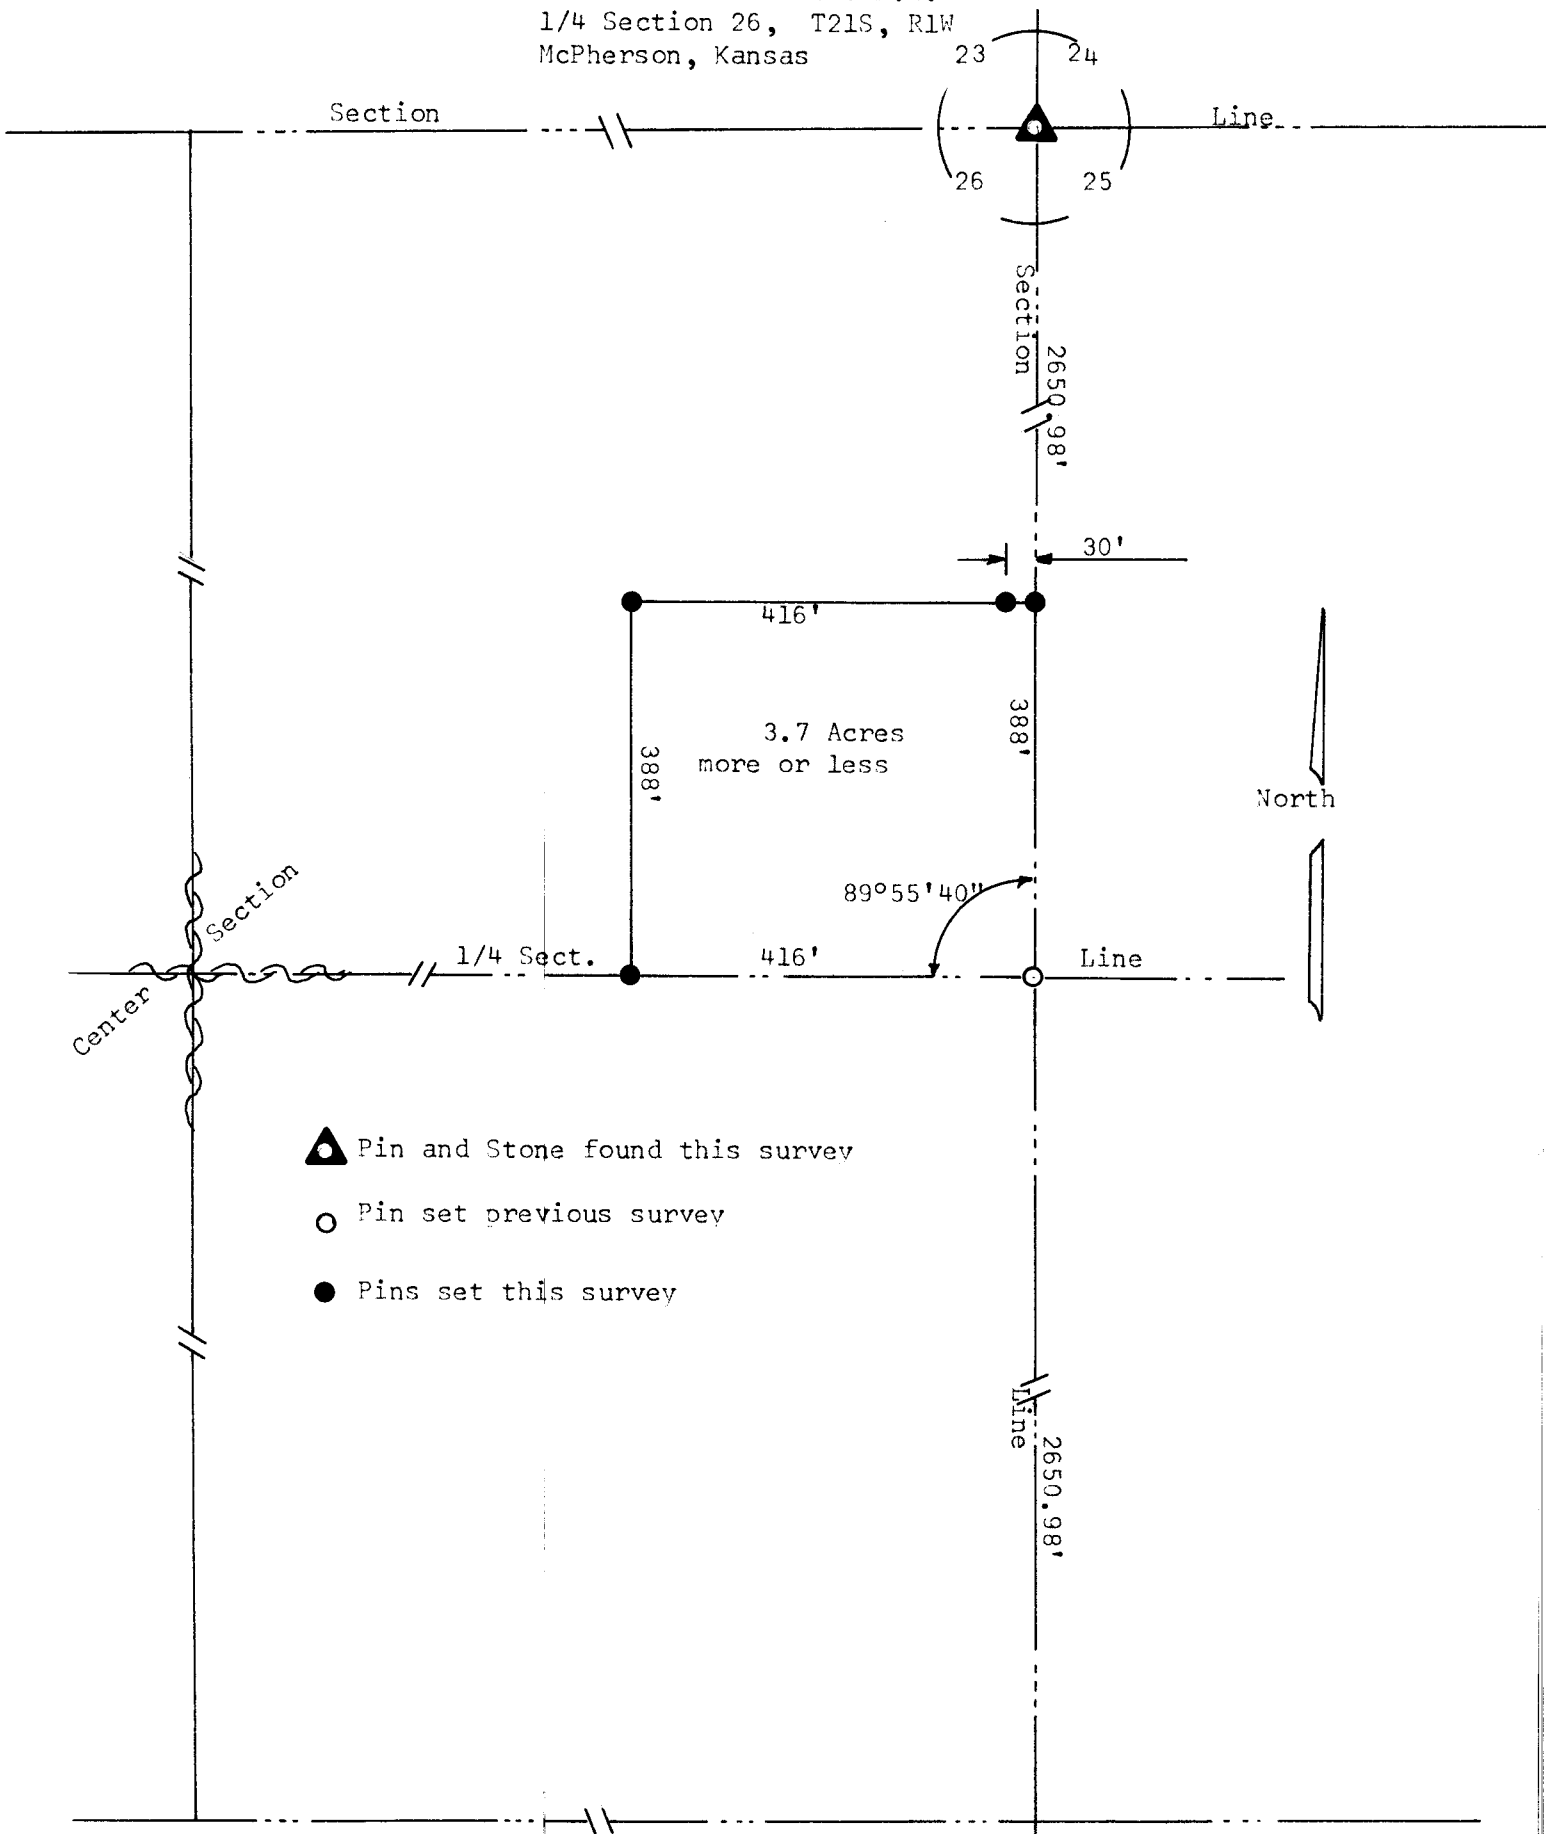 1/4 Section 26, T21S, R1W
McPherson, Kansas
23 24
Section Line
26 25
Section
2650.98'
30'
416'
388'
3.7 Acres
more or less
388'
North
89°55'40"
Section
1/4 Sect. 416' Line
Center
Pin and Stone found this survey
Pin set previous survey
Pins set this survey
Line
2650.98'